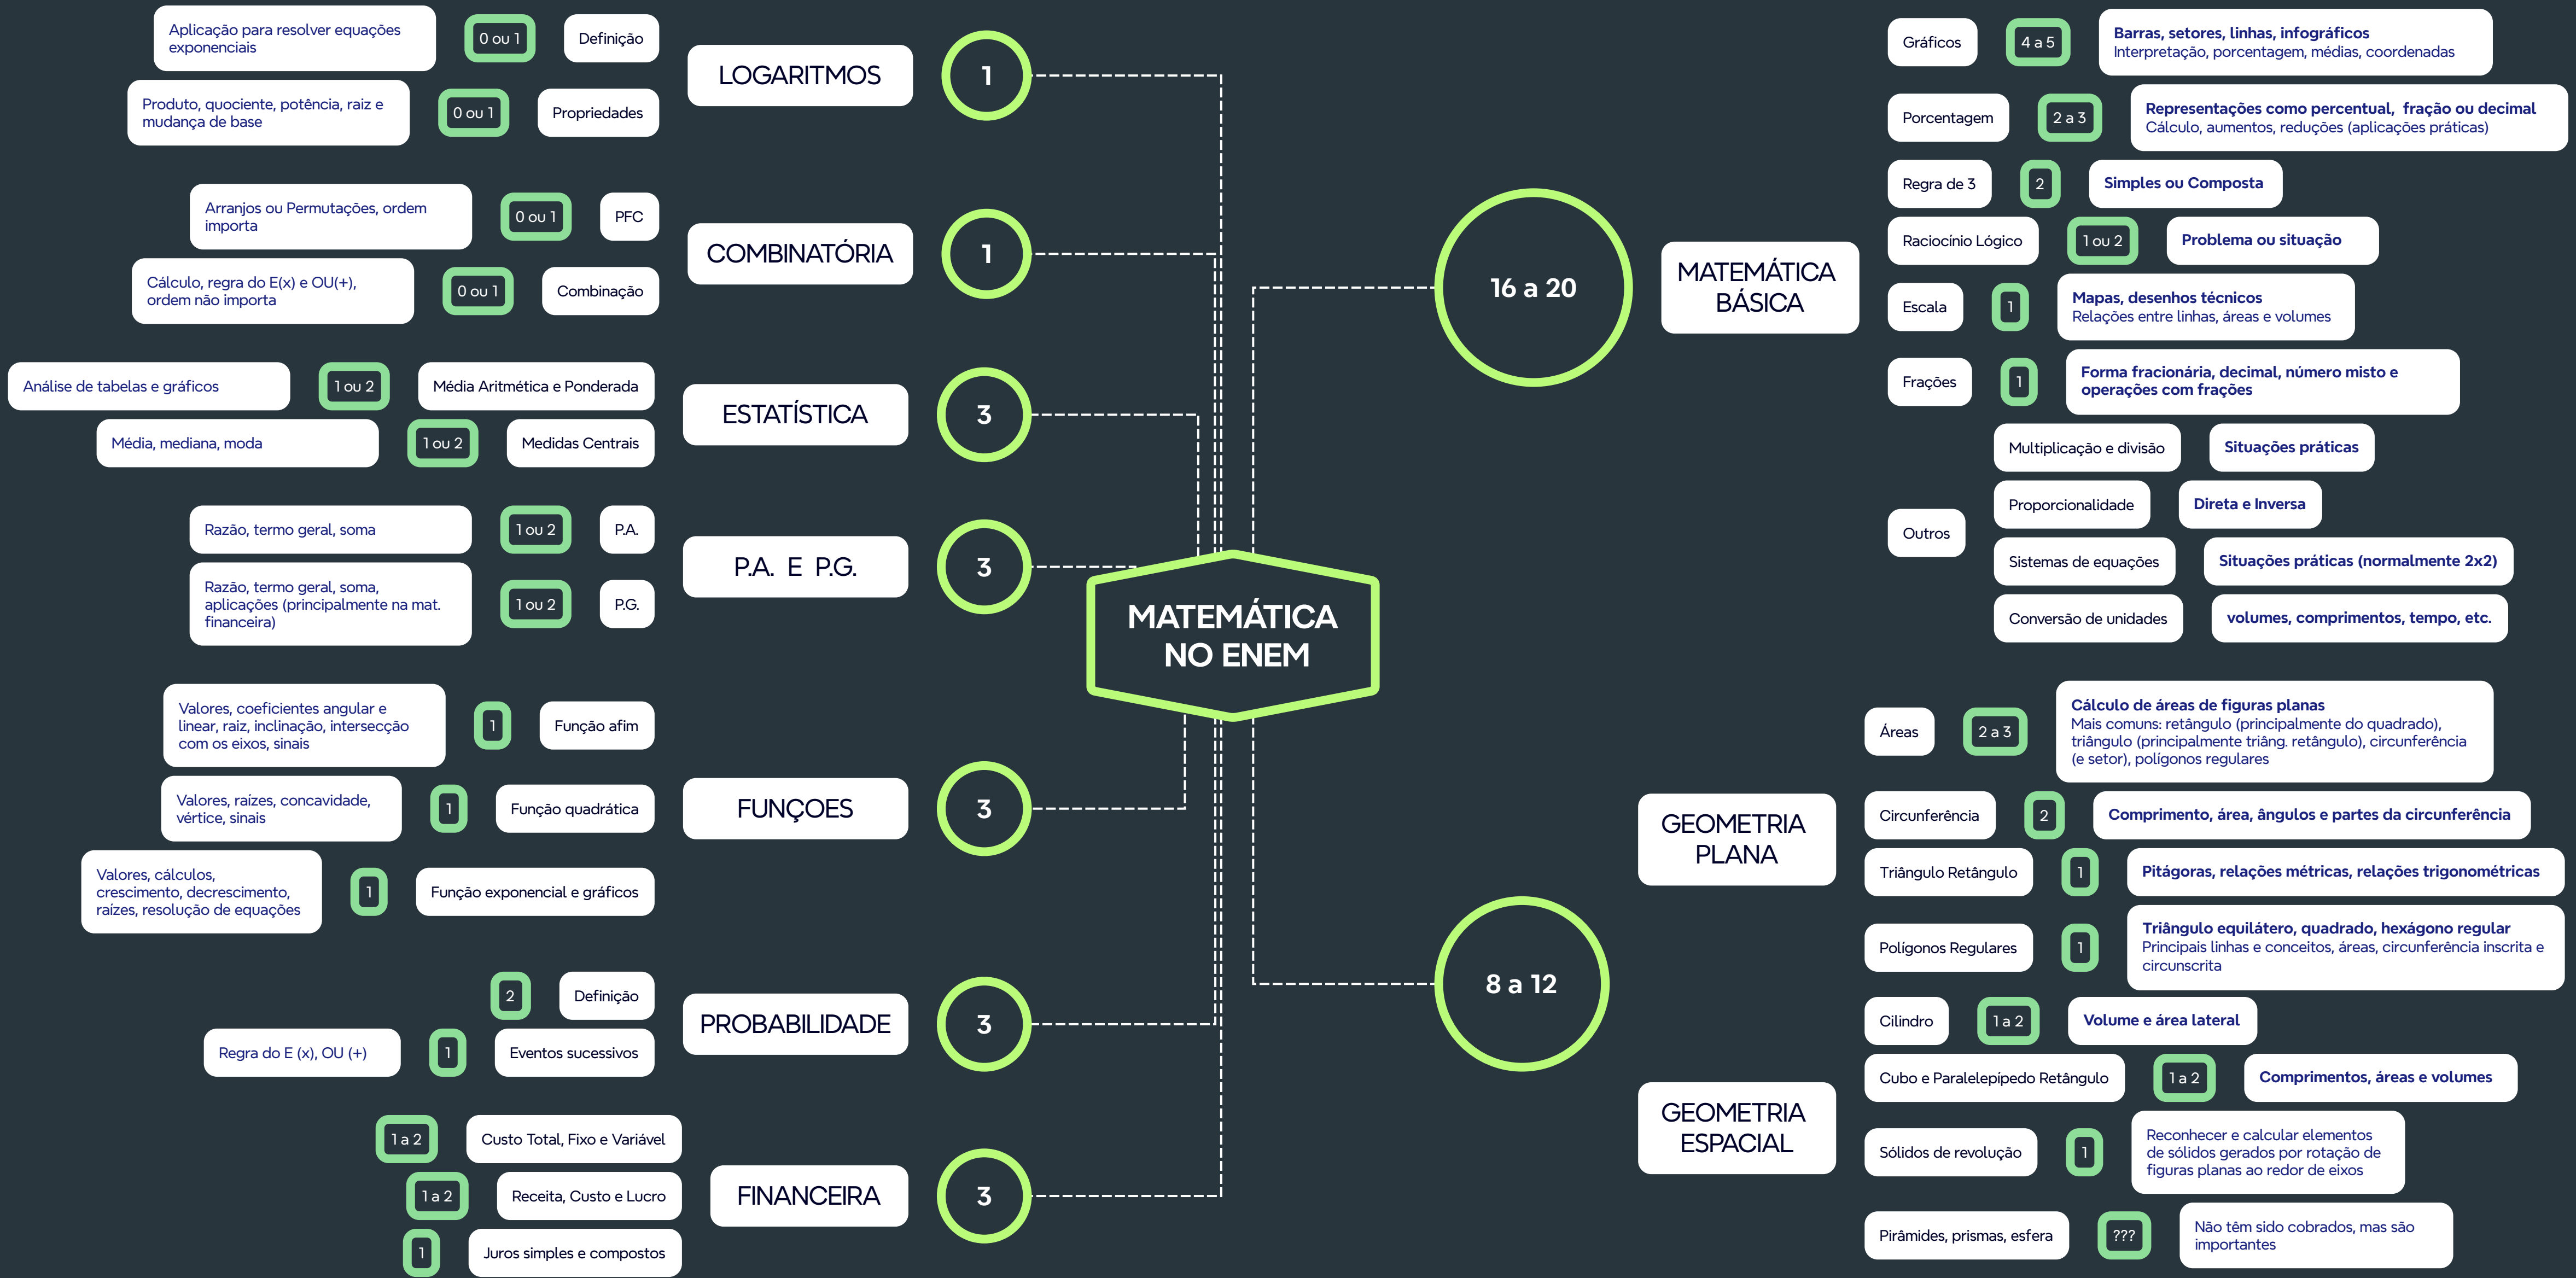 MATEMÁTICA
NO ENEM
LOGARITMOS
1
Definição
0 ou 1
Aplicação para resolver equações
exponenciais
Propriedades
0 ou 1
Produto, quociente, potência, raiz e
mudança de base
COMBINATÓRIA
1
PFC
0 ou 1
Arranjos ou Permutações, ordem
importa
Combinação
0 ou 1
Cálculo, regra do E(x) e OU(+),
ordem não importa
ESTATÍSTICA
3
Média Aritmética e Ponderada
1 ou 2
Análise de tabelas e gráficos
Medidas Centrais
1 ou 2
Média, mediana, moda
P.A. E P.G.
3
P.A.
1 ou 2
Razão, termo geral, soma
P.G.
1 ou 2
Razão, termo geral, soma,
aplicações (principalmente na mat.
financeira)
FUNÇOES
3
Função afim
1
Valores, coeficientes angular e
linear, raiz, inclinação, intersecção
com os eixos, sinais
Função quadrática
1
Valores, raízes, concavidade,
vértice, sinais
Função exponencial e gráficos
1
Valores, cálculos,
crescimento, decrescimento,
raízes, resolução de equações
PROBABILIDADE
3
Definição
2
Eventos sucessivos
1
Regra do E (x), OU (+)
FINANCEIRA
3
Custo Total, Fixo e Variável
1 a 2
Receita, Custo e Lucro
1 a 2
Juros simples e compostos
1
16 a 20
MATEMÁTICA
BÁSICA
Gráficos
4 a 5
Barras, setores, linhas, infográficos
Interpretação, porcentagem, médias, coordenadas
Porcentagem
2 a 3
Representações como percentual, fração ou decimal
Cálculo, aumentos, reduções (aplicações práticas)
Regra de 3
2
Simples ou Composta
Raciocínio Lógico
1 ou 2
Problema ou situação
Escala
1
Mapas, desenhos técnicos
Relações entre linhas, áreas e volumes
Frações
1
Forma fracionária, decimal, número misto e
operações com frações
Outros
Multiplicação e divisão
Situações práticas
Proporcionalidade
Direta e Inversa
Sistemas de equações
Situações práticas (normalmente 2x2)
Conversão de unidades
volumes, comprimentos, tempo, etc.
8 a 12
GEOMETRIA
PLANA
Áreas
2 a 3
Cálculo de áreas de figuras planas
Mais comuns: retângulo (principalmente do quadrado),
triângulo (principalmente triâng. retângulo), circunferência
(e setor), polígonos regulares
Circunferência
2
Comprimento, área, ângulos e partes da circunferência
Triângulo Retângulo
1
Pitágoras, relações métricas, relações trigonométricas
Polígonos Regulares
1
Triângulo equilátero, quadrado, hexágono regular
Principais linhas e conceitos, áreas, circunferência inscrita e
circunscrita
GEOMETRIA
ESPACIAL
Cilindro
1 a 2
Volume e área lateral
Cubo e Paralelepípedo Retângulo
1 a 2
Comprimentos, áreas e volumes
Sólidos de revolução
1
Reconhecer e calcular elementos
de sólidos gerados por rotação de
figuras planas ao redor de eixos
Pirâmides, prismas, esfera
???
Não têm sido cobrados, mas são
importantes